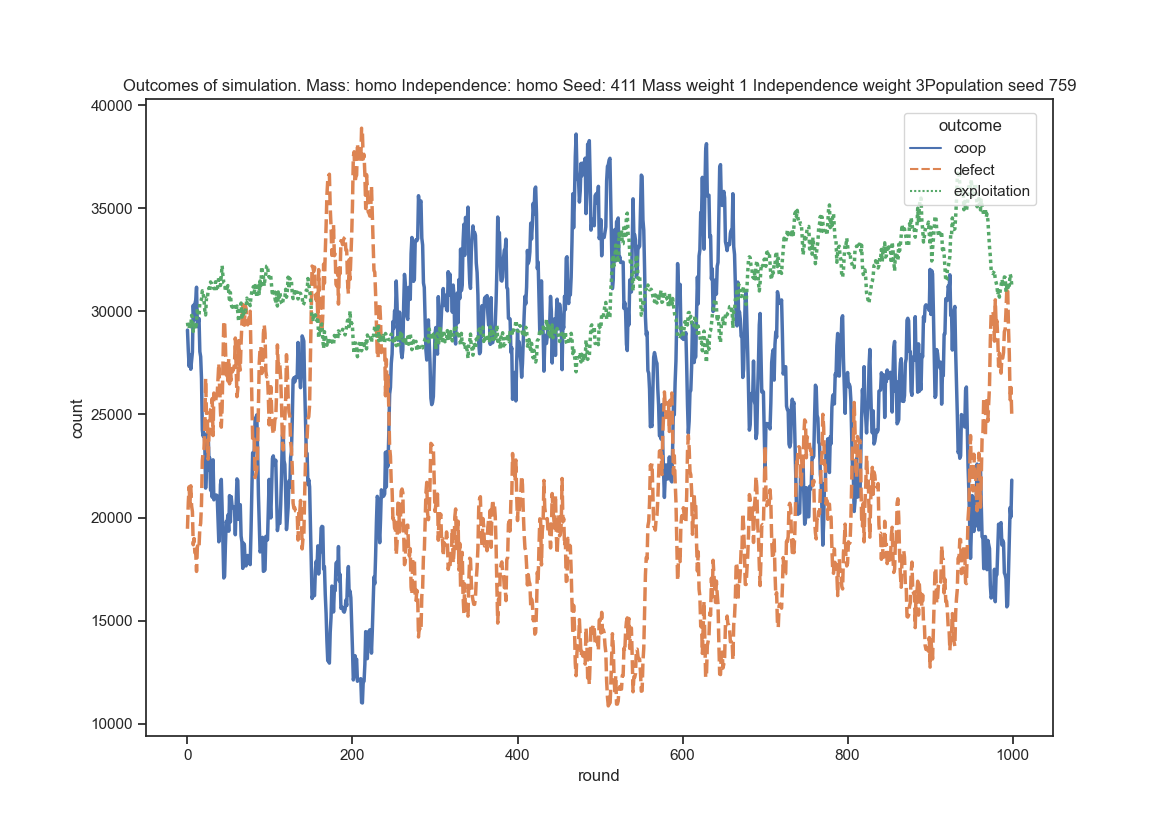 Outcomes of simulation. Mass: homo Independence: homo Seed: 411 Mass weight 1 Independence weight 3Population seed 759
40000
35000
30000
25000
20000
15000
10000
count
outcome
coop
defect
exploitation
0 200 400 600 800 1000
round